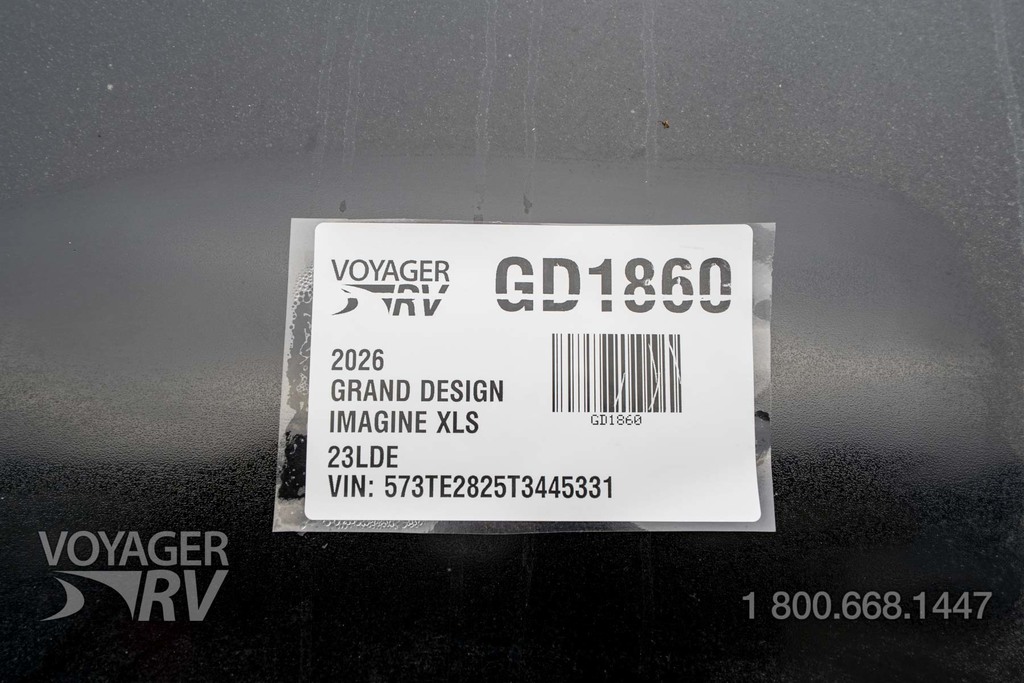 VOYAGER
RV
GD1860
2026
GRAND DESIGN
IMAGINE XLS
23LDE
VIN: 573TE2825T3445331
GD1860
VOYAGER
RV
1 800.668.1447